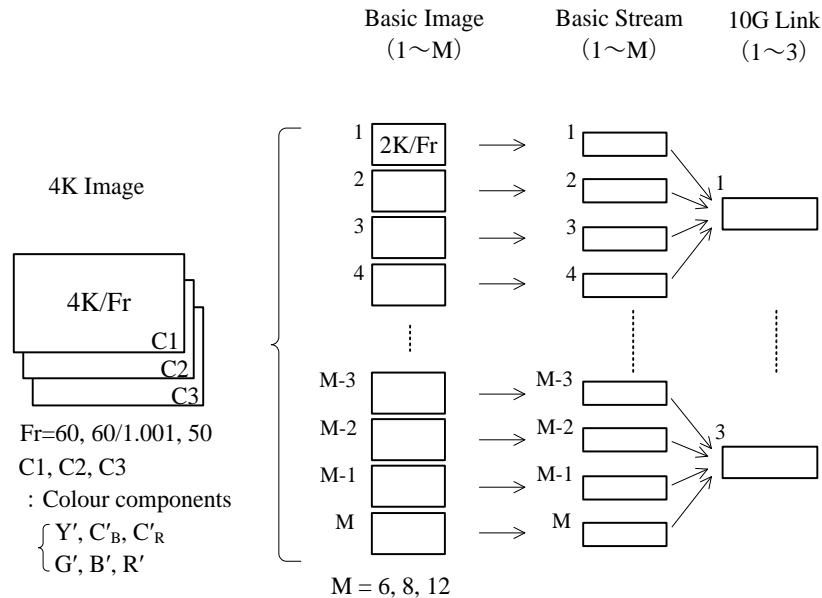 Basic Image Basic Stream 10G Link
(1～M) (1～M) (1～3)
4K Image
4K/Fr
C1
C2
C3
Fr=60, 60/1.001, 50
C1, C2, C3
: Colour components
Y′, C′B, C′R
G′, B′, R′
1 2K/Fr
2
3
4
M-3
M-2
M-1
M
M = 6, 8, 12
1
2
3
4
M-3
M-2
M-1
M
1
3